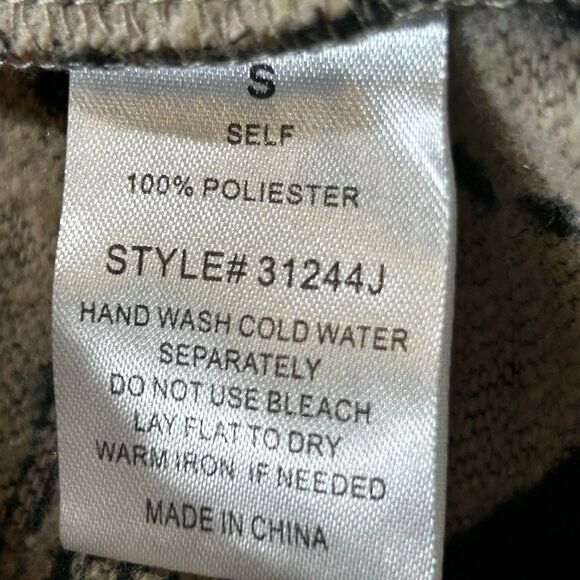 S
SELF
100% POLIESTER
STYLE# 31244J
HAND WASH COLD WATER
SEPARATELY
DO NOT USE BLEACH
LAY FLAT TO DRY
WARM IRON IF NEEDED
MADE IN CHINA